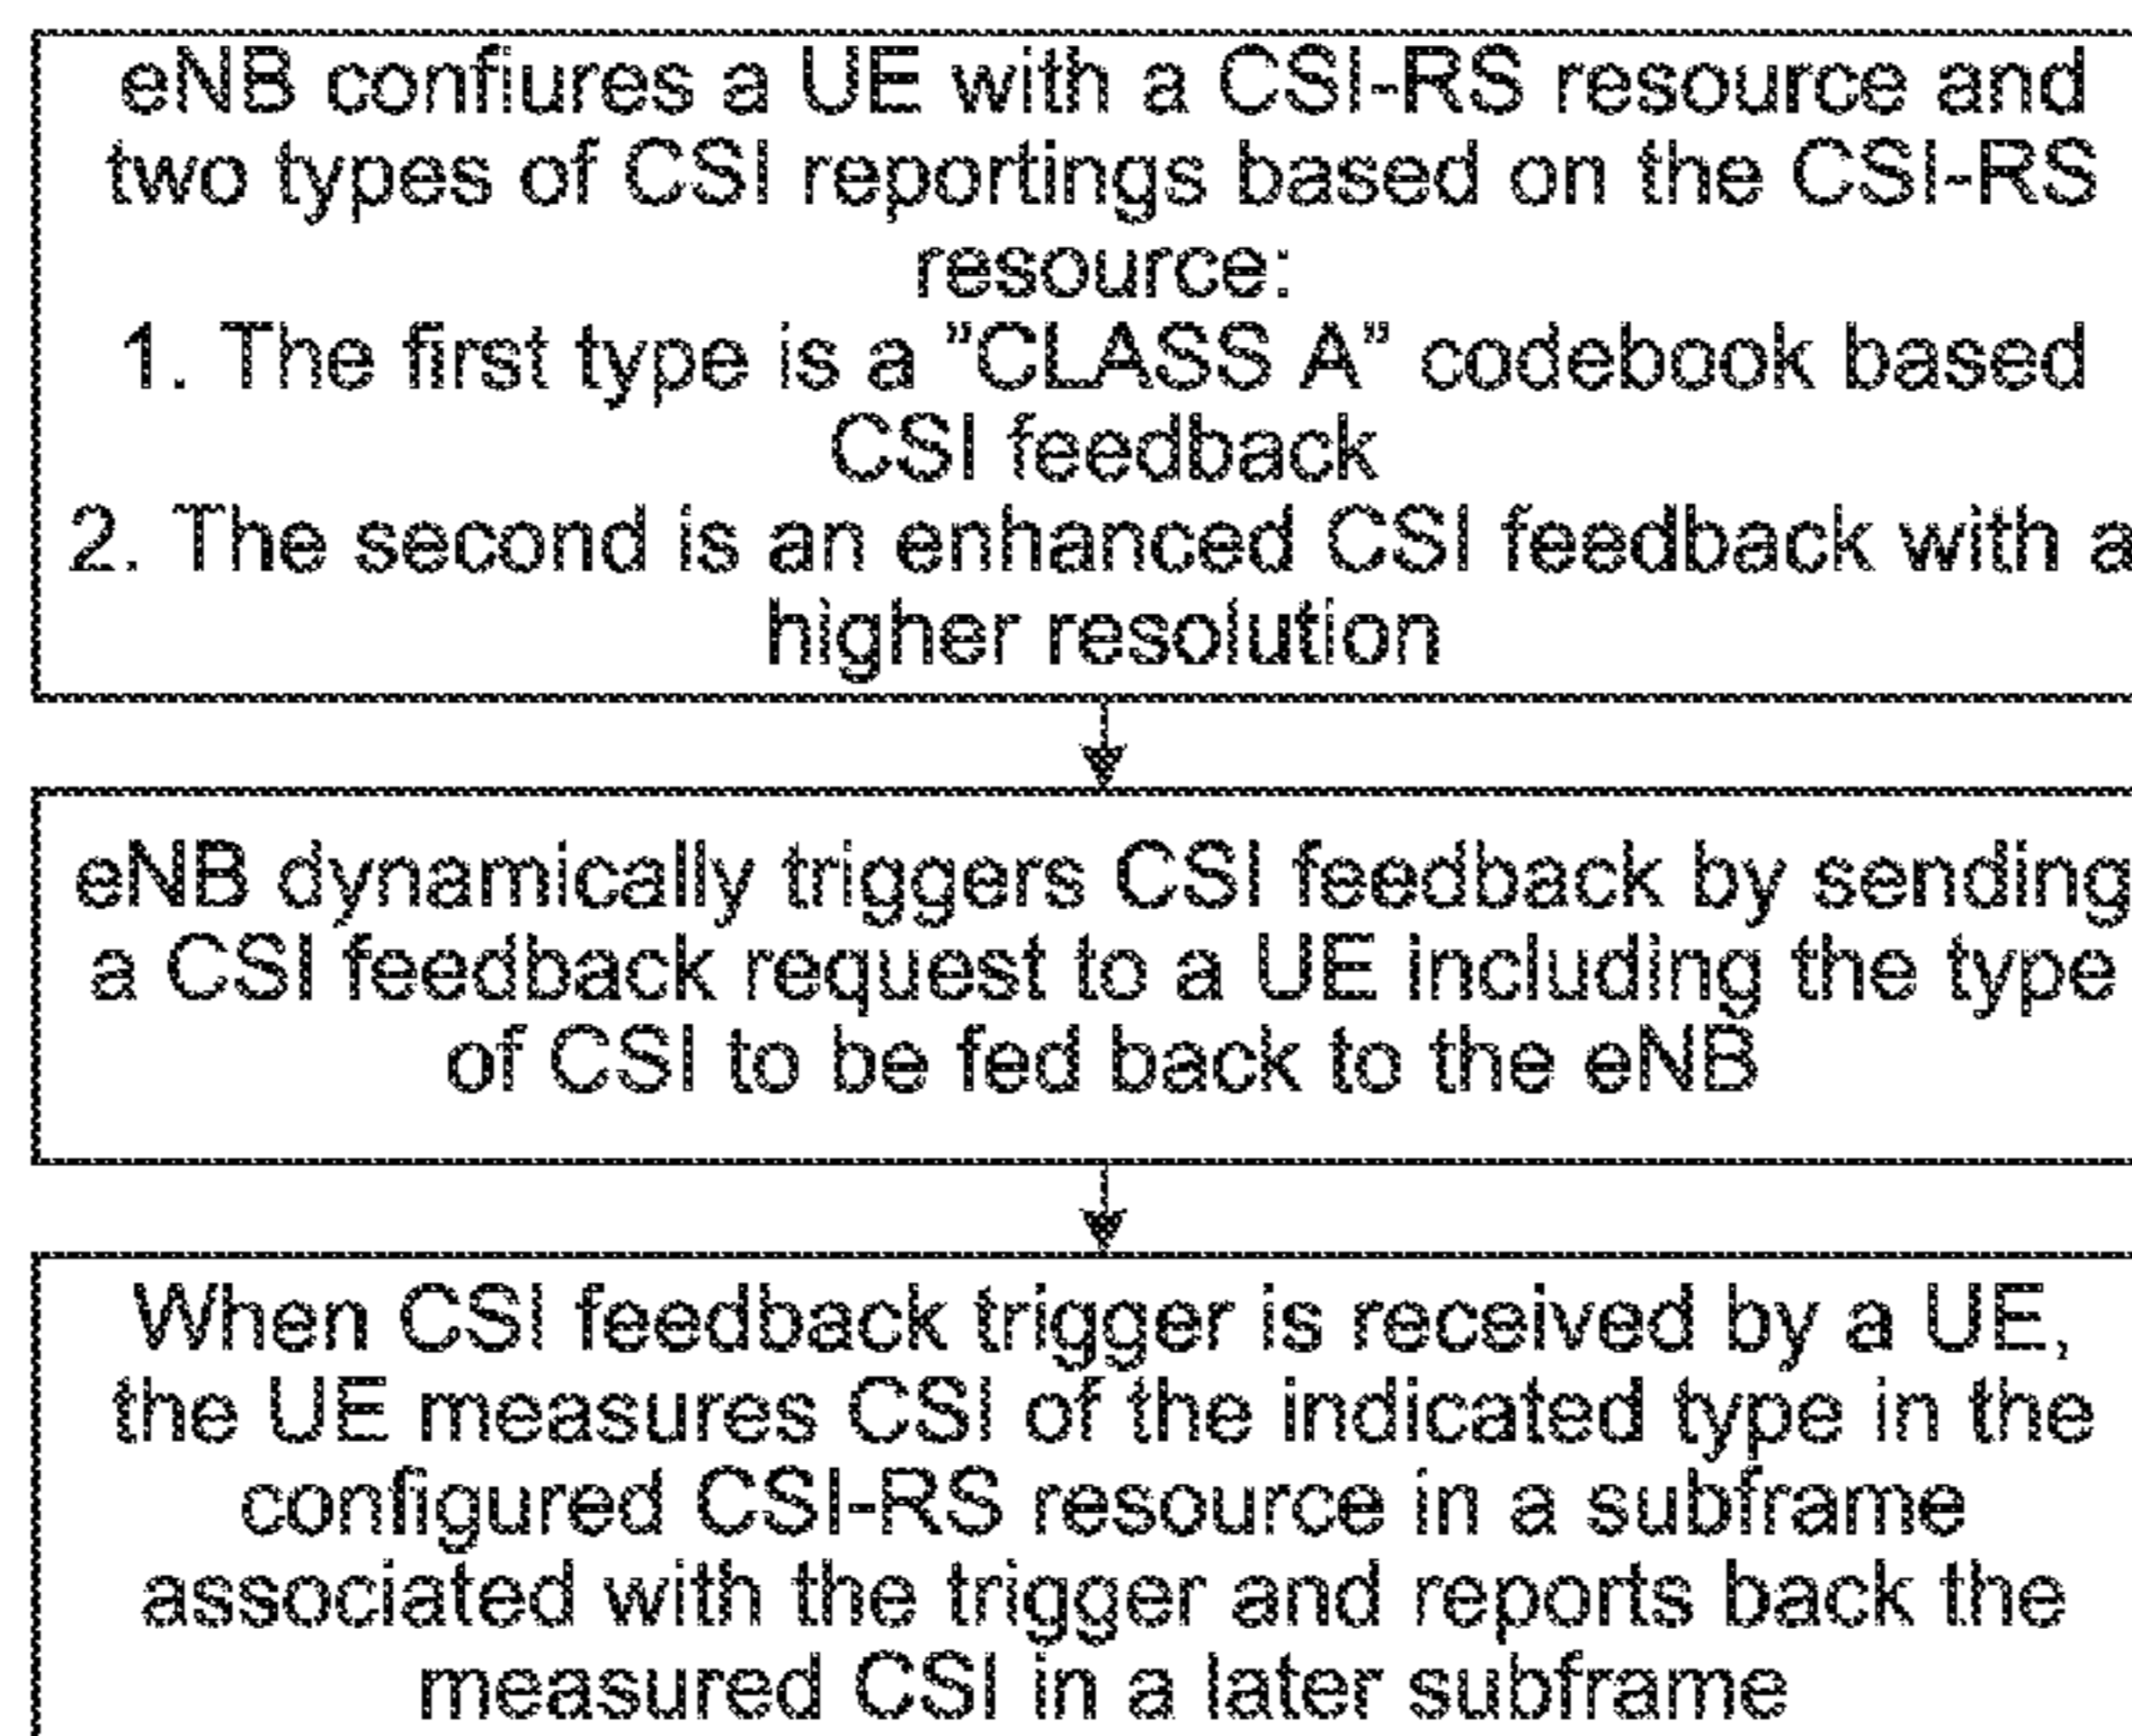 eNB confiures a UE with a CSI-RS resource and
two types of CSI reportings based on the CSI-RS
resource:
1. The first type is a ”CLASS A” codebook based
CSI feedback
2. The second is an enhanced CSI feedback with a
higher resolution
eNB dynamically triggers CSI feedback by sending
a CSI feedback request to a UE including the type
of CSI to be fed back to the eNB
When CSI feedback trigger is received by a UE,
the UE measures CSI of the indicated type in the
configured CSI-RS resource in a subframe
associated with the trigger and reports back the
measured CSI in a later subframe